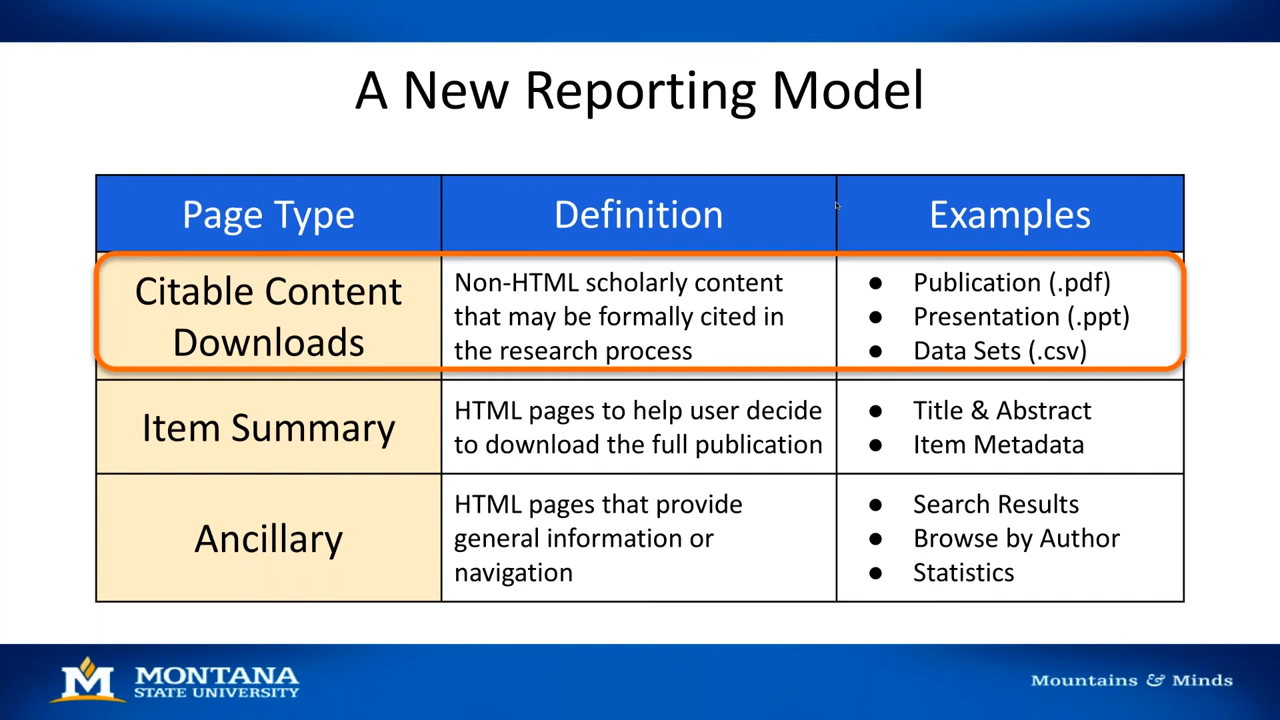 A New Reporting Model
Page Type
Definition
Examples
Citable Content
Downloads
Non-HTML scholarly content
that may be formally cited in
the research process
● Publication (.pdf)
● Presentation (.ppt)
● Data Sets (.csv)
Item Summary
HTML pages to help user decide
to download the full publication
● Title & Abstract
● Item Metadata
Ancillary
HTML pages that provide
general information or
navigation
● Search Results
● Browse by Author
● Statistics
M
MONTANA
STATE UNIVERSITY
Mountains & Minds